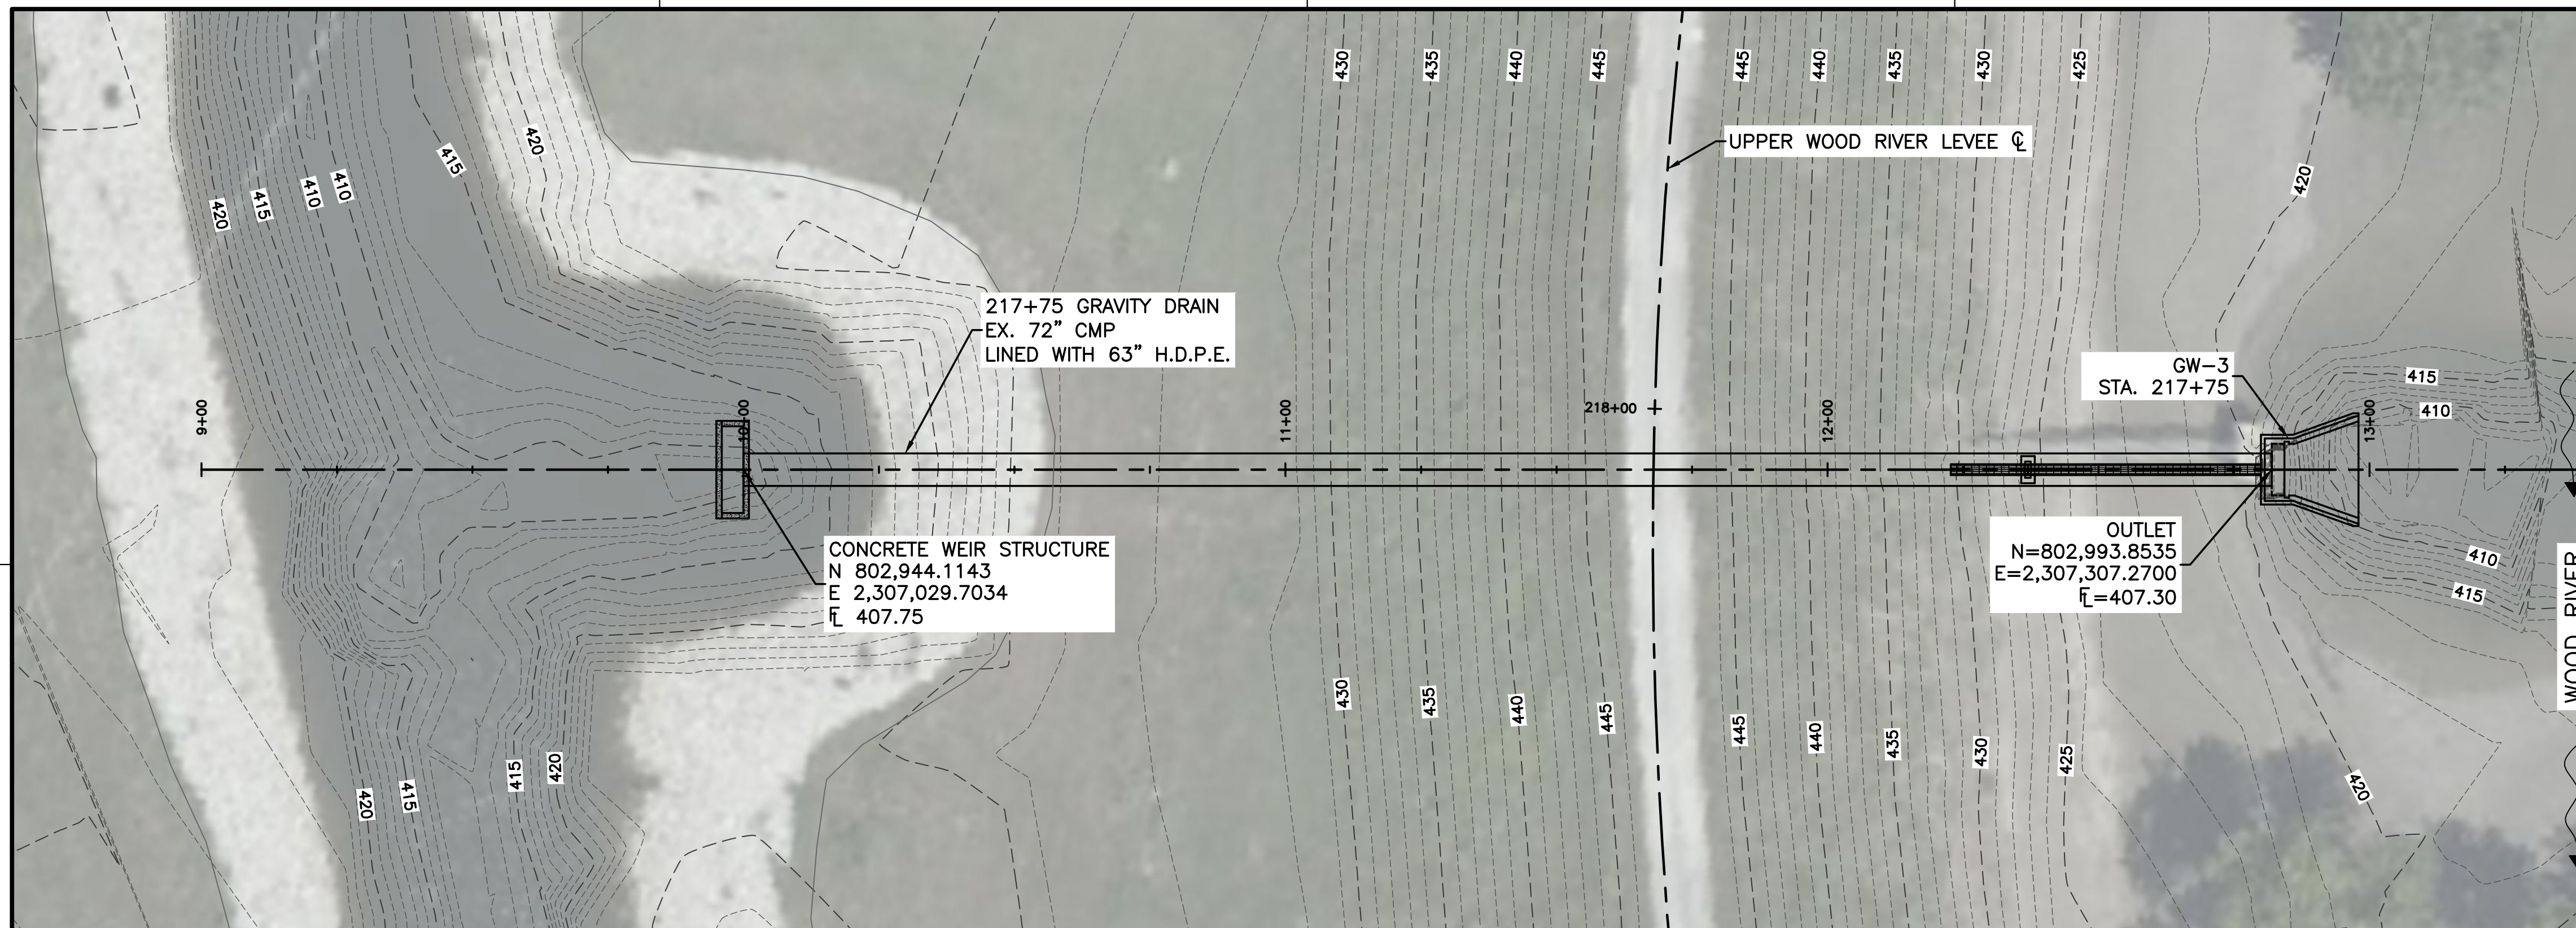 430
435
440
445
445
440
435
430
425
UPPER WOOD RIVER LEVEE ℄
420
415
420
415
410
410
420
217+75 GRAVITY DRAIN
EX. 72" CMP
LINED WITH 63" H.D.P.E.
GW-3
STA. 217+75
415
410
9+00
10+00
11+00
218+00
12+00
13+00
CONCRETE WEIR STRUCTURE
N 802,944.1143
E 2,307,029.7034
FL 407.75
OUTLET
N=802,993.8535
E=2,307,307.2700
FL=407.30
410
415
WOOD RIVER
430
435
440
445
445
440
435
430
425
420
415
415
420
420